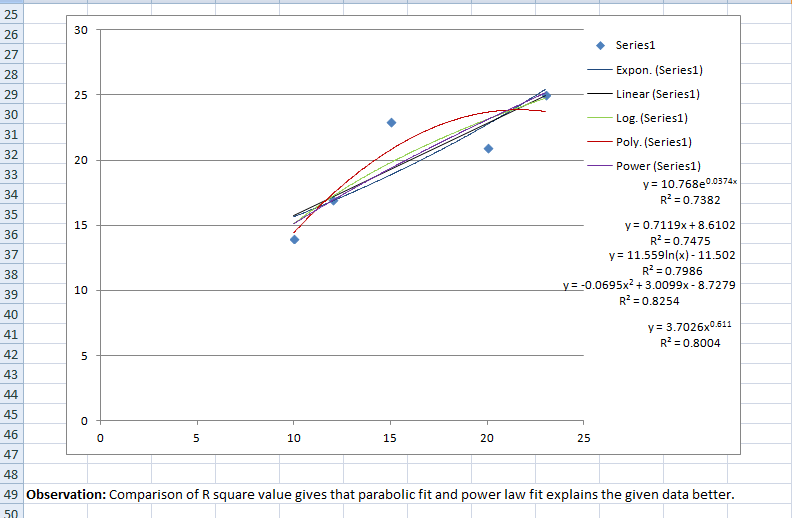 25
26
27
28
29
30
31
32
33
34
35
36
37
38
39
40
41
42
43
44
45
46
47
48
49
50
30
25
20
15
10
5
0
0 5 10 15 20 25
Series1
Expon. (Series1)
Linear (Series1)
Log. (Series1)
Poly. (Series1)
Power (Series1)
y = 10.768e^0.0374x
R² = 0.7382
y = 0.7119x + 8.6102
R² = 0.7475
y = 11.559ln(x) - 11.502
R² = 0.7986
y = -0.0695x² + 3.0099x - 8.7279
R² = 0.8254
y = 3.7026x^0.611
R² = 0.8004
Observation: Comparison of R square value gives that parabolic fit and power law fit explains the given data better.